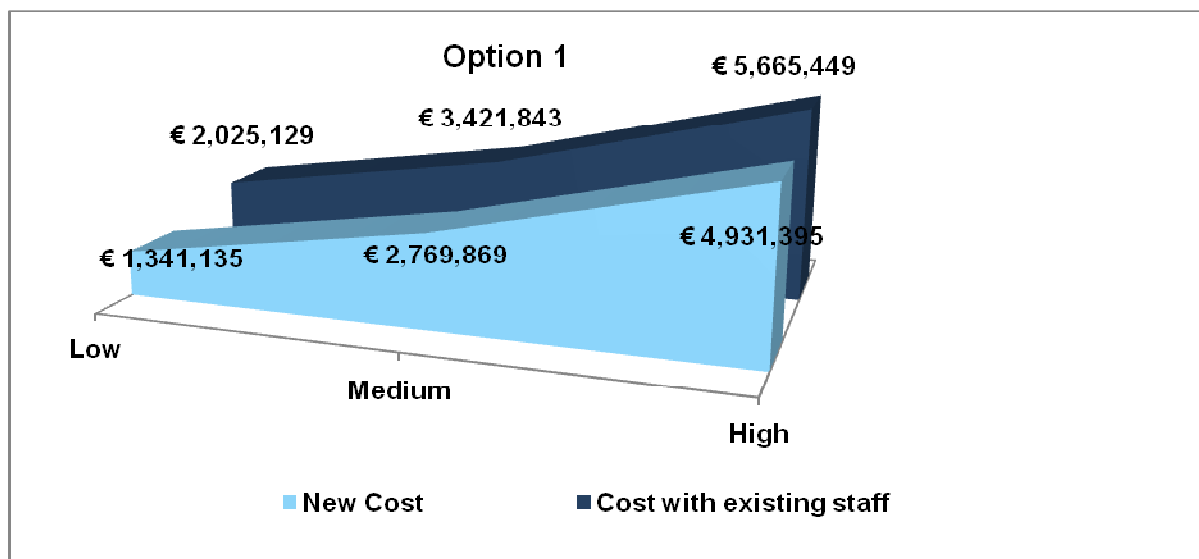 Option 1
€ 5,665,449
€ 3,421,843
€ 2,025,129
€ 4,931,395
€ 2,769,869
€ 1,341,135
Low
Medium
High
New Cost
Cost with existing staff